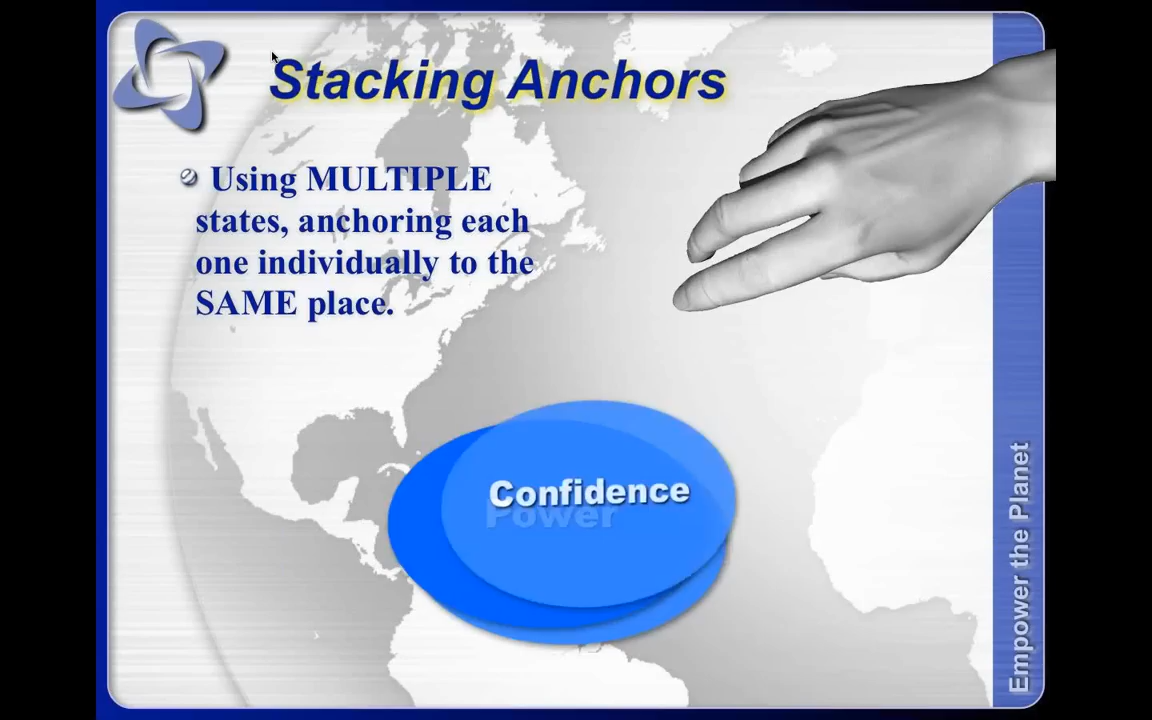 Stacking Anchors
Using MULTIPLE
states, anchoring each
one individually to the
SAME place.
Confidence
Power
Empower the Planet